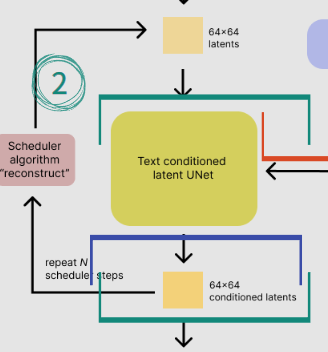 64×64
latents
2
Scheduler
algorithm
"reconstruct"
Text conditioned
latent UNet
repeat N
scheduler steps
64×64
conditioned latents